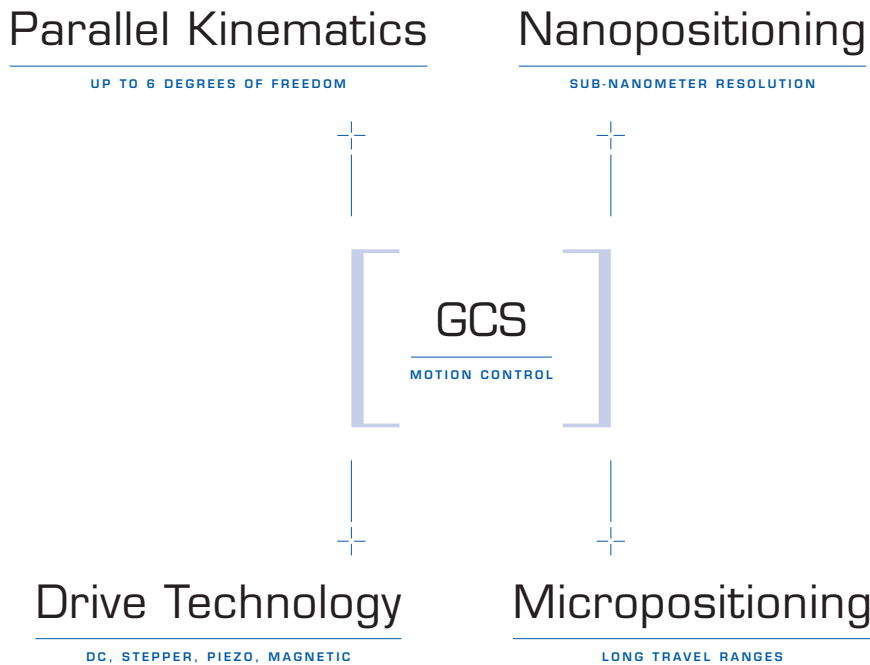 Parallel Kinematics
UP TO 6 DEGREES OF FREEDOM
Nanopositioning
SUB-NANOMETER RESOLUTION
GCS
MOTION CONTROL
Drive Technology
DC, STEPPER, PIEZO, MAGNETIC
Micropositioning
LONG TRAVEL RANGES